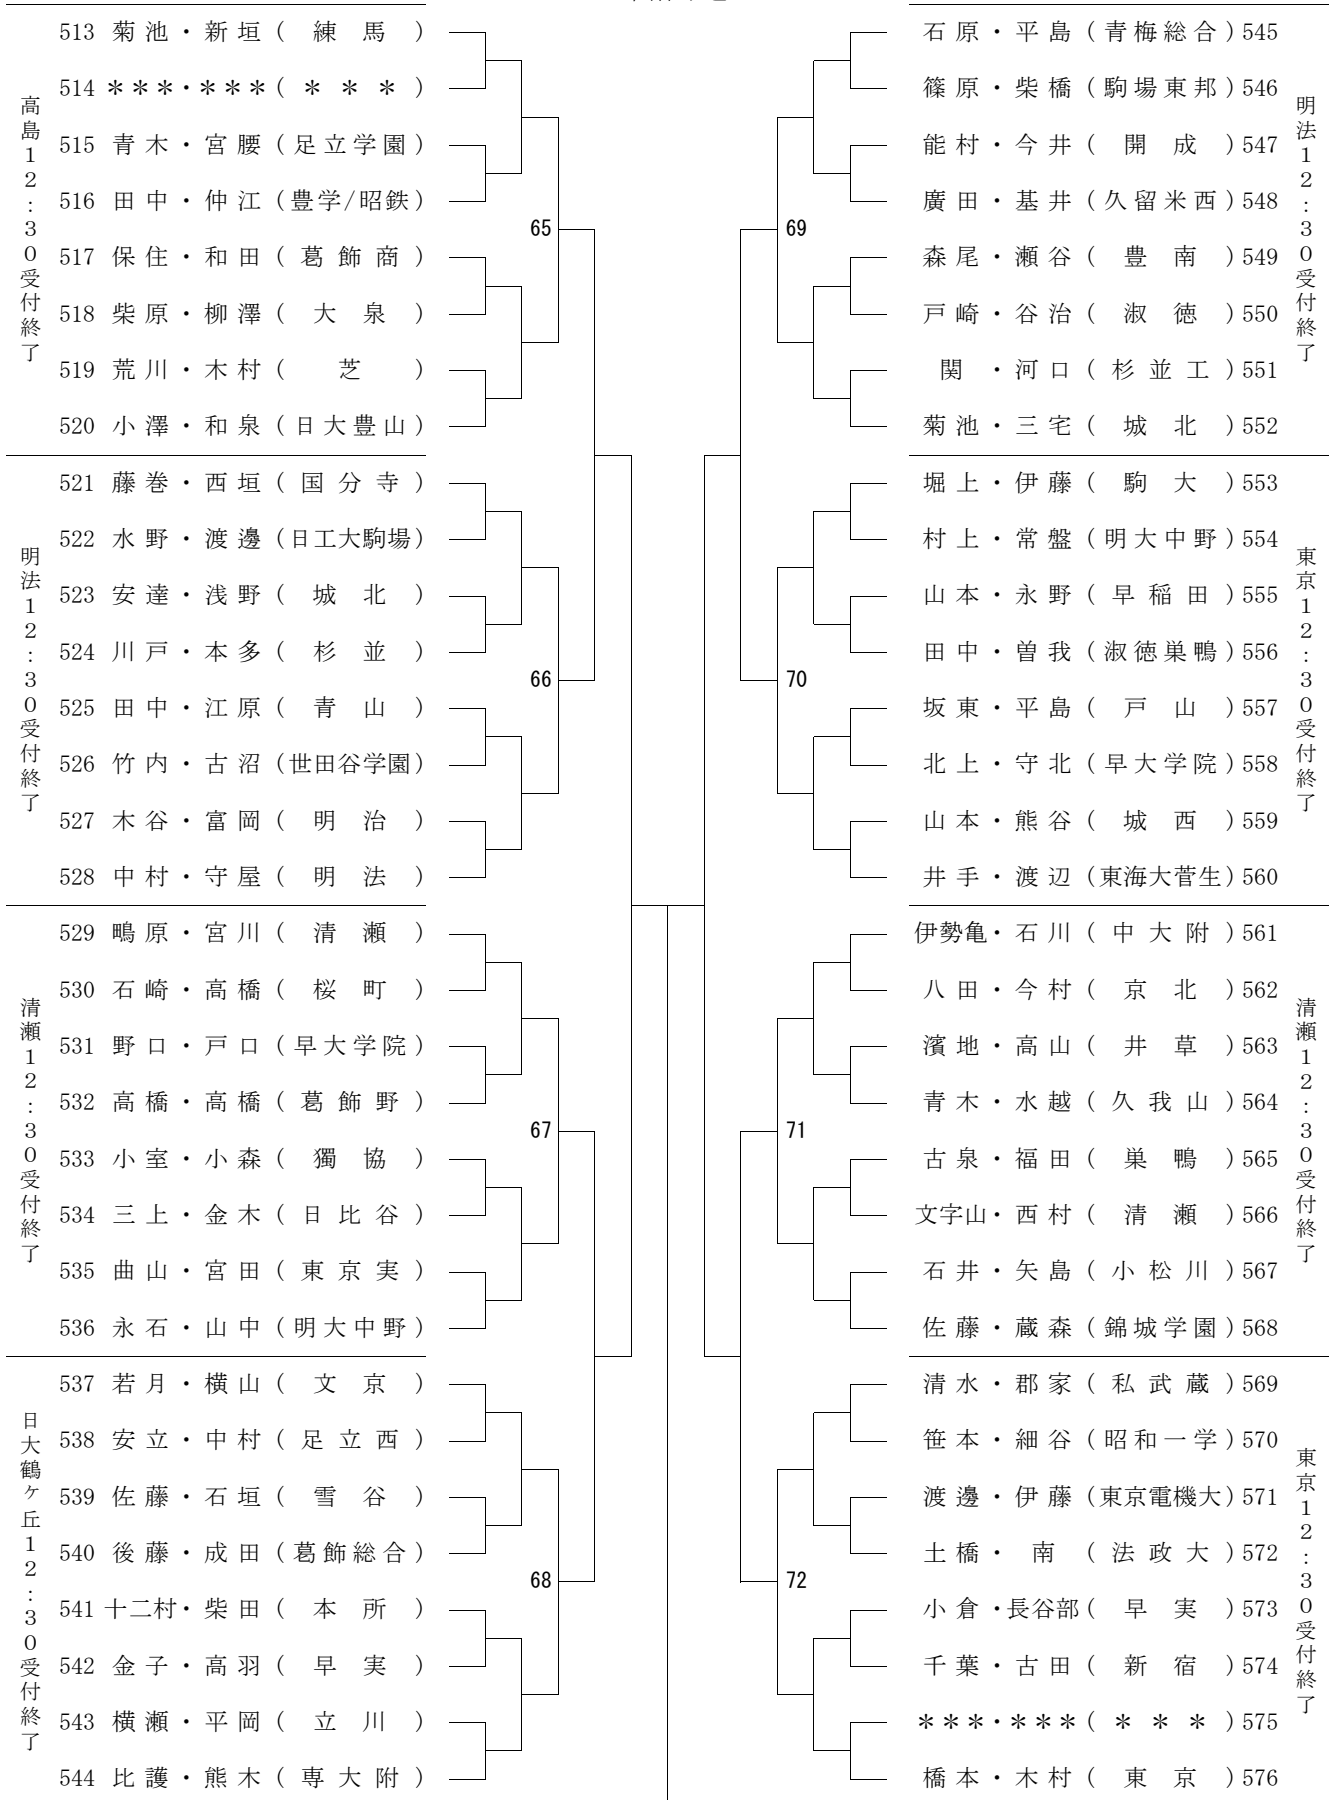 513 菊池・新垣（練馬）
514 ＊＊＊・＊＊＊（＊＊＊）
515 青木・宮腰（足立学園）
516 田中・仲江（豊学/昭鉄）
517 保住・和田（葛飾商）
518 柴原・柳澤（大泉）
519 荒川・木村（芝）
520 小澤・和泉（日大豊山）
高島12:30受付終了
65
521 藤巻・西垣（国分寺）
522 水野・渡邊（日工大駒場）
523 安達・浅野（城北）
524 川戸・本多（杉並）
525 田中・江原（青山）
526 竹内・古沼（世田谷学園）
527 木谷・富岡（明治）
528 中村・守屋（明法）
明法12:30受付終了
66
529 鴫原・宮川（清瀬）
530 石崎・高橋（桜町）
531 野口・戸口（早大学院）
532 高橋・高橋（葛飾野）
533 小室・小森（獨協）
534 三上・金木（日比谷）
535 曲山・宮田（東京実）
536 永石・山中（明大中野）
清瀬12:30受付終了
67
537 若月・横山（文京）
538 安立・中村（足立西）
539 佐藤・石垣（雪谷）
540 後藤・成田（葛飾総合）
541 十二村・柴田（本所）
542 金子・高羽（早実）
543 横瀬・平岡（立川）
544 比護・熊木（専大附）
日大鶴ヶ丘12:30受付終了
68
石原・平島（青梅総合）545
篠原・柴橋（駒場東邦）546
能村・今井（開成）547
廣田・基井（久留米西）548
森尾・瀬谷（豊南）549
戸崎・谷治（淑徳）550
関・河口（杉並工）551
菊池・三宅（城北）552
明法12:30受付終了
69
堀上・伊藤（駒大）553
村上・常盤（明大中野）554
山本・永野（早稲田）555
田中・曽我（淑徳巣鴨）556
坂東・平島（戸山）557
北上・守北（早大学院）558
山本・熊谷（城西）559
井手・渡辺（東海大菅生）560
東京12:30受付終了
70
伊勢亀・石川（中大附）561
八田・今村（京北）562
濱地・高山（井草）563
青木・水越（久我山）564
古泉・福田（巣鴨）565
文字山・西村（清瀬）566
石井・矢島（小松川）567
佐藤・蔵森（錦城学園）568
清瀬12:30受付終了
71
清水・郡家（私武蔵）569
笹本・細谷（昭和一学）570
渡邊・伊藤（東京電機大）571
土橋・南（法政大）572
小倉・長谷部（早実）573
千葉・古田（新宿）574
＊＊＊・＊＊＊（＊＊＊）575
橋本・木村（東京）576
東京12:30受付終了
72